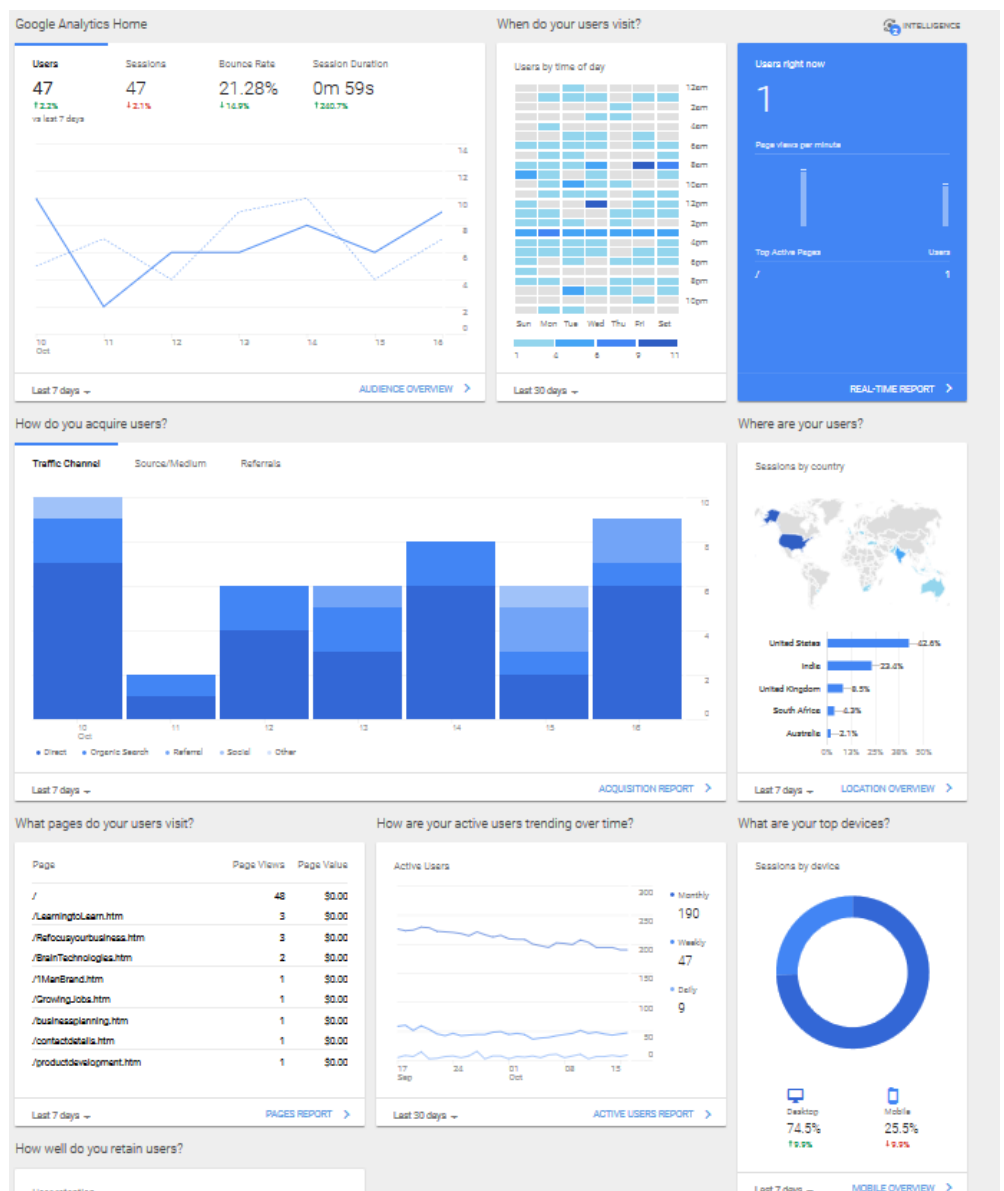 Google Analytics Home
When do your users visit?
INTELLIGENCE
Users
47
↑2.2%
vs last 7 days
Sessions
47
↓2.1%
Bounce Rate
21.28%
↓14.9%
Session Duration
0m 59s
↑240.7%
14
12
10
8
6
4
2
0
10
Oct
11
12
13
14
15
16
Last 7 days
AUDIENCE OVERVIEW
Users by time of day
12am
2am
4am
6am
8am
10am
12pm
2pm
4pm
6pm
8pm
10pm
Sun Mon Tue Wed Thu Fri Sat
1 4 6 9 11
Last 30 days
Users right now
1
Page views per minute
Top Active Pages Users
/ 1
REAL-TIME REPORT
How do you acquire users?
Where are your users?
Traffic Channel Source/Medium Referrals
10
8
6
4
2
0
10
Oct
11
12
13
14
15
16
Direct Organic Search Referral Social Other
Last 7 days
ACQUISITION REPORT
Sessions by country
United States 42.6%
India 23.4%
United Kingdom 8.5%
South Africa 4.3%
Australia 2.1%
0% 13% 25% 38% 50%
Last 7 days
LOCATION OVERVIEW
What pages do your users visit?
How are your active users trending over time?
What are your top devices?
Page Page Views Page Value
/ 48 $0.00
/LearningtoLearn.htm 3 $0.00
/Refocusyourbusiness.htm 3 $0.00
/BrainTechnologies.htm 2 $0.00
/1ManBrand.htm 1 $0.00
/GrowingJobs.htm 1 $0.00
/businessplanning.htm 1 $0.00
/contactdetails.htm 1 $0.00
/productdevelopment.htm 1 $0.00
Last 7 days
PAGES REPORT
Active Users
300
250
200
150
100
50
0
17
Sep
24
01
Oct
08
15
Monthly
190
Weekly
47
Daily
9
Last 30 days
ACTIVE USERS REPORT
Sessions by device
Desktop
74.5%
↑9.9%
Mobile
25.5%
↓9.9%
Last 7 days
MOBILE OVERVIEW
How well do you retain users?